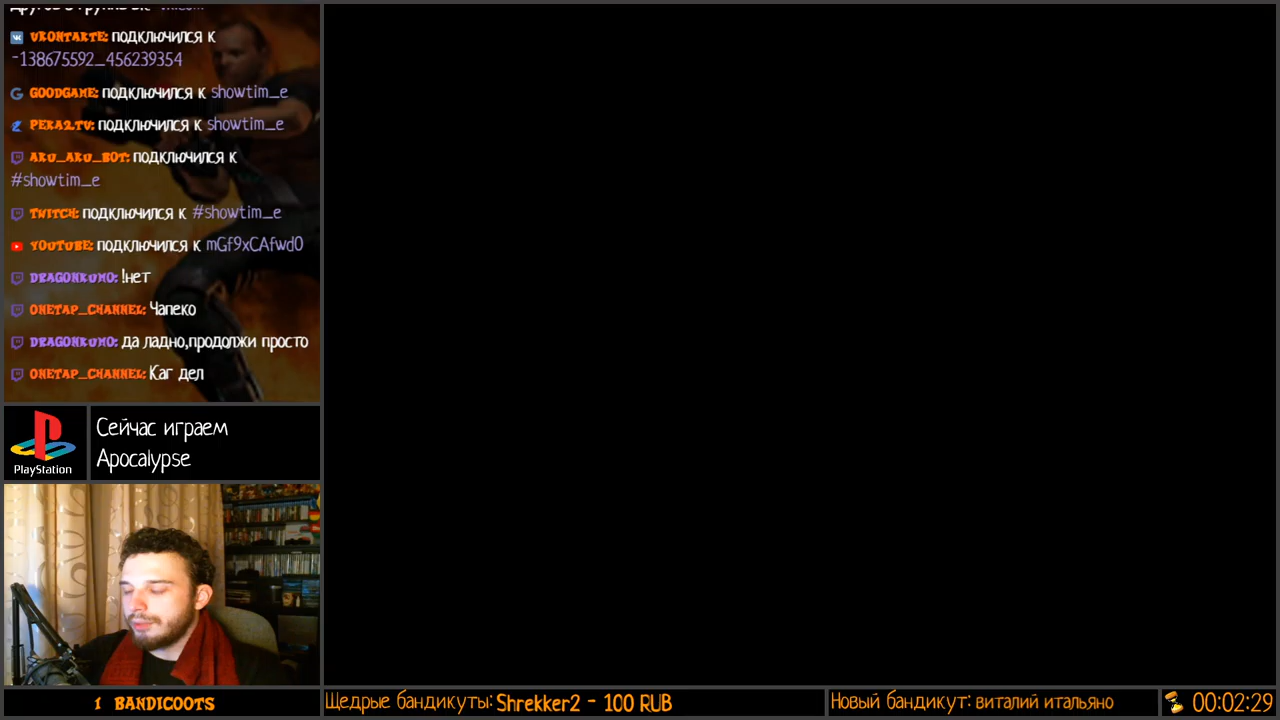 VKONTAKTE: подключился к
-138675592_456239354
GOODGAME: подключился к showtim_e
PEKA2.TV: подключился к showtim_e
AKU_AKU_BOT: подключился к
#showtim_e
TWITCH: подключился к #showtim_e
YOUTUBE: подключился к mGf9xCAfwd0
DRAGONKUMO: !нет
ONETAP_CHANNEL: Чапеко
DRAGONKUMO: да ладно,продолжи просто
ONETAP_CHANNEL: Каг дел
PlayStation
Сейчас играем
Apocalypse
1 BANDICOOTS
Щедрые бандикуты: Shrekker2 - 100 RUB
Новый бандикут: виталий итальяно
00:02:29